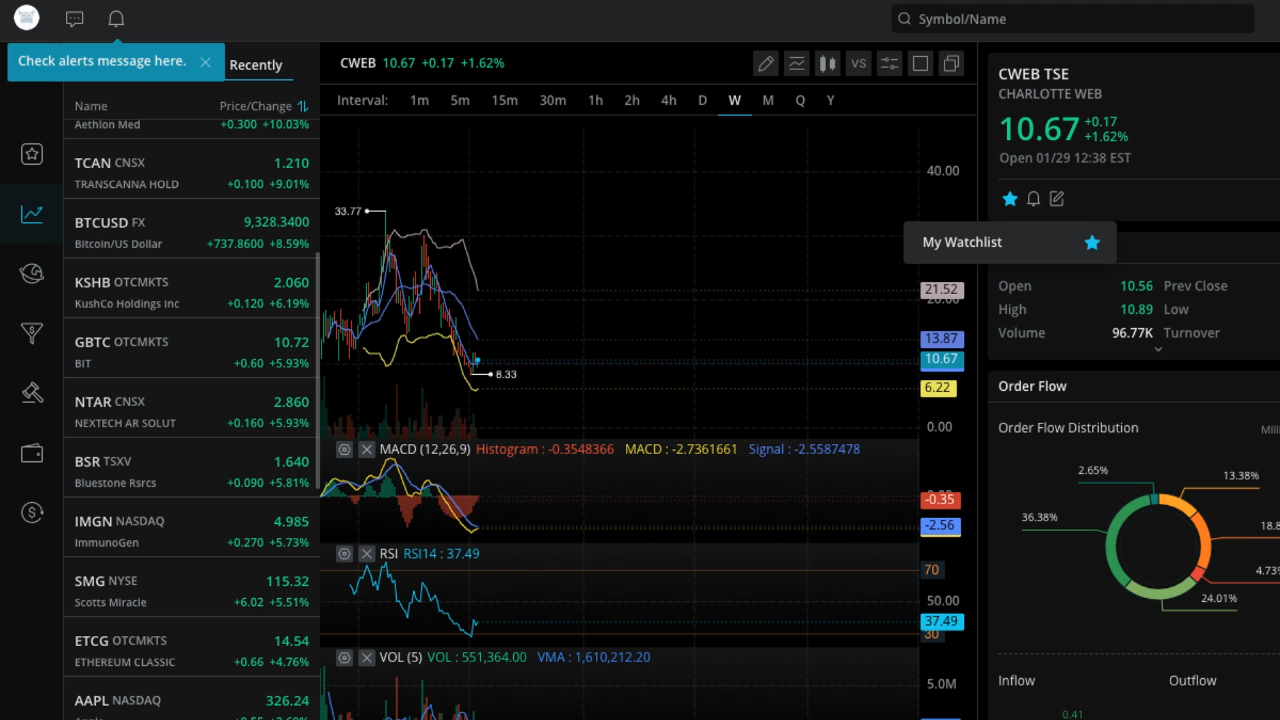 Symbol/Name
Check alerts message here.
Recently
Name Price/Change
Aethlon Med +0.300 +10.03%
TCAN CNSX 1.210
TRANSCANNA HOLD +0.100 +9.01%
BTCUSD FX 9,328.3400
Bitcoin/US Dollar +737.8600 +8.59%
KSHB OTCMKTS 2.060
KushCo Holdings Inc +0.120 +6.19%
GBTC OTCMKTS 10.72
BIT +0.60 +5.93%
NTAR CNSX 2.860
NEXTECH AR SOLUT +0.160 +5.93%
BSR TSXV 1.640
Bluestone Rsrcs +0.090 +5.81%
IMGN NASDAQ 4.985
ImmunoGen +0.270 +5.73%
SMG NYSE 115.32
Scotts Miracle +6.02 +5.51%
ETCG OTCMKTS 14.54
ETHEREUM CLASSIC +0.66 +4.76%
AAPL NASDAQ 326.24
CWEB 10.67 +0.17 +1.62%
VS
Interval: 1m 5m 15m 30m 1h 2h 4h D W M Q Y
40.00
33.77
21.52
20.00
13.87
10.67
8.33
6.22
0.00
MACD (12,26,9) Histogram : -0.3548366 MACD : -2.7361661 Signal : -2.5587478
-0.35
-2.56
RSI RSI14 : 37.49
70
50.00
37.49
30
VOL (5) VOL : 551,364.00 VMA : 1,610,212.20
5.0M
CWEB TSE
CHARLOTTE WEB
10.67 +0.17
+1.62%
Open 01/29 12:38 EST
My Watchlist
Open 10.56 Prev Close
High 10.89 Low
Volume 96.77K Turnover
Order Flow
Order Flow Distribution Milli
2.65%
13.38%
36.38%
18.8
4.73%
24.01%
Inflow Outflow
0.41